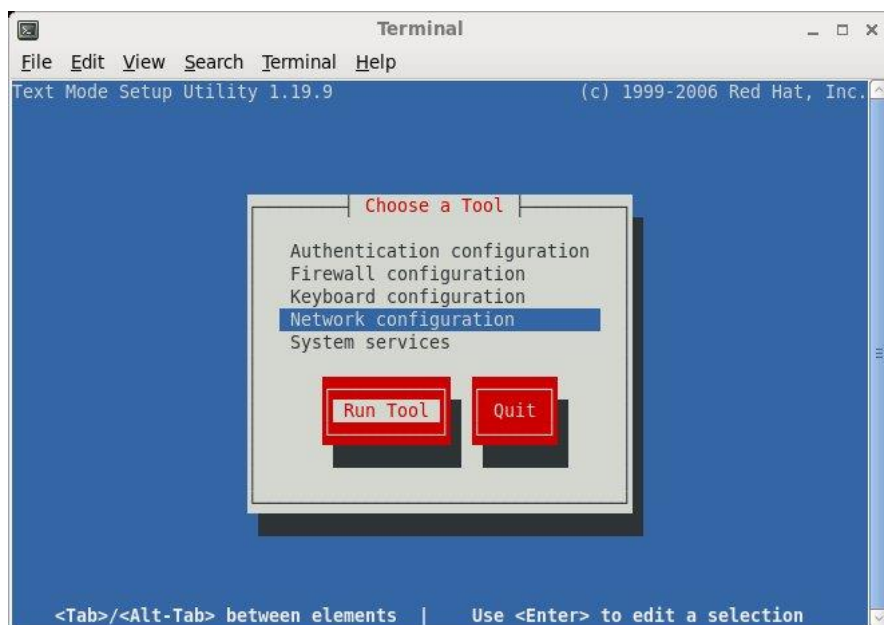 Terminal
File Edit View Search Terminal Help
Text Mode Setup Utility 1.19.9 (c) 1999-2006 Red Hat, Inc.
Choose a Tool
Authentication configuration
Firewall configuration
Keyboard configuration
Network configuration
System services
Run Tool Quit
<Tab>/<Alt-Tab> between elements | Use <Enter> to edit a selection